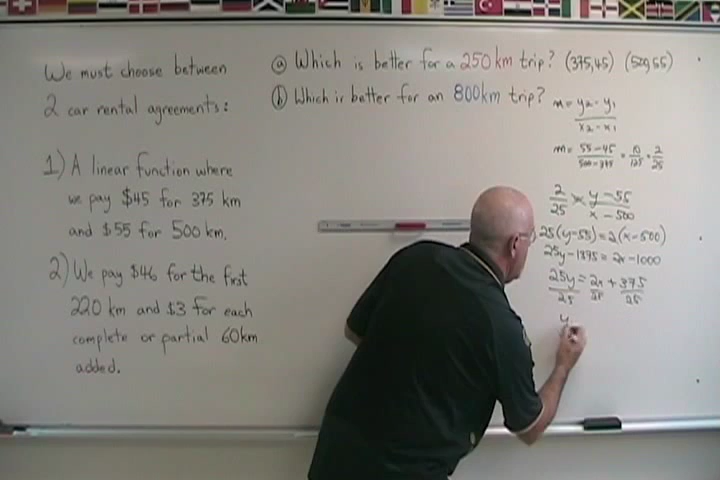 We must choose between
2 car rental agreements:
1) A linear function where
we pay $45 for 375 km
and $55 for 500 km.
2) We pay $46 for the first
220 km and $3 for each
complete or partial 60km
added.
a) Which is better for a 250 km trip? (375,45) (500,55)
b) Which is better for an 800km trip?
m = y2 - y1
x2 - x1
m = 55 - 45 = 10 = 2
500 - 375 125 25
2 y - 55
25 x - 500
25(y-55) = 2(x-500)
25y - 1375 = 2x - 1000
25y = 2x + 375
25 25 25
y